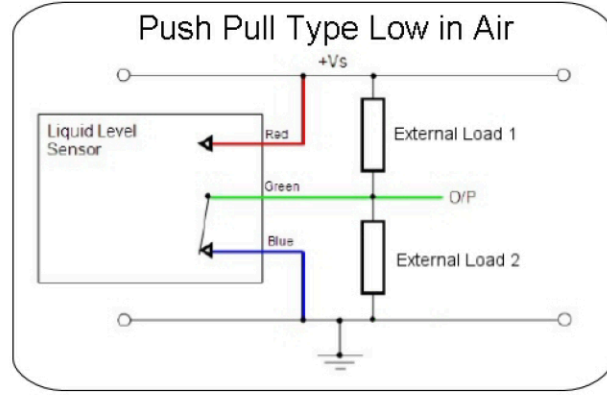 Push Pull Type Low in Air
+Vs
Liquid Level
Sensor
Red
External Load 1
Green
O/P
Blue
External Load 2